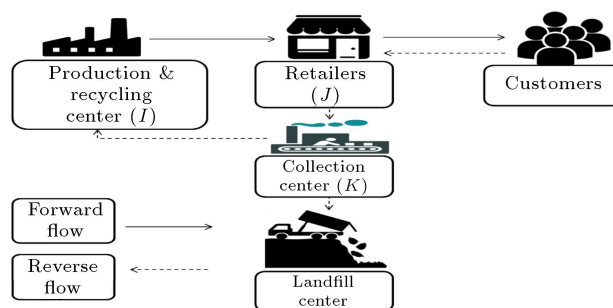 Production &
recycling
center (I)
Retailers
(J)
Customers
Collection
center (K)
Forward
flow
Reverse
flow
Landfill
center